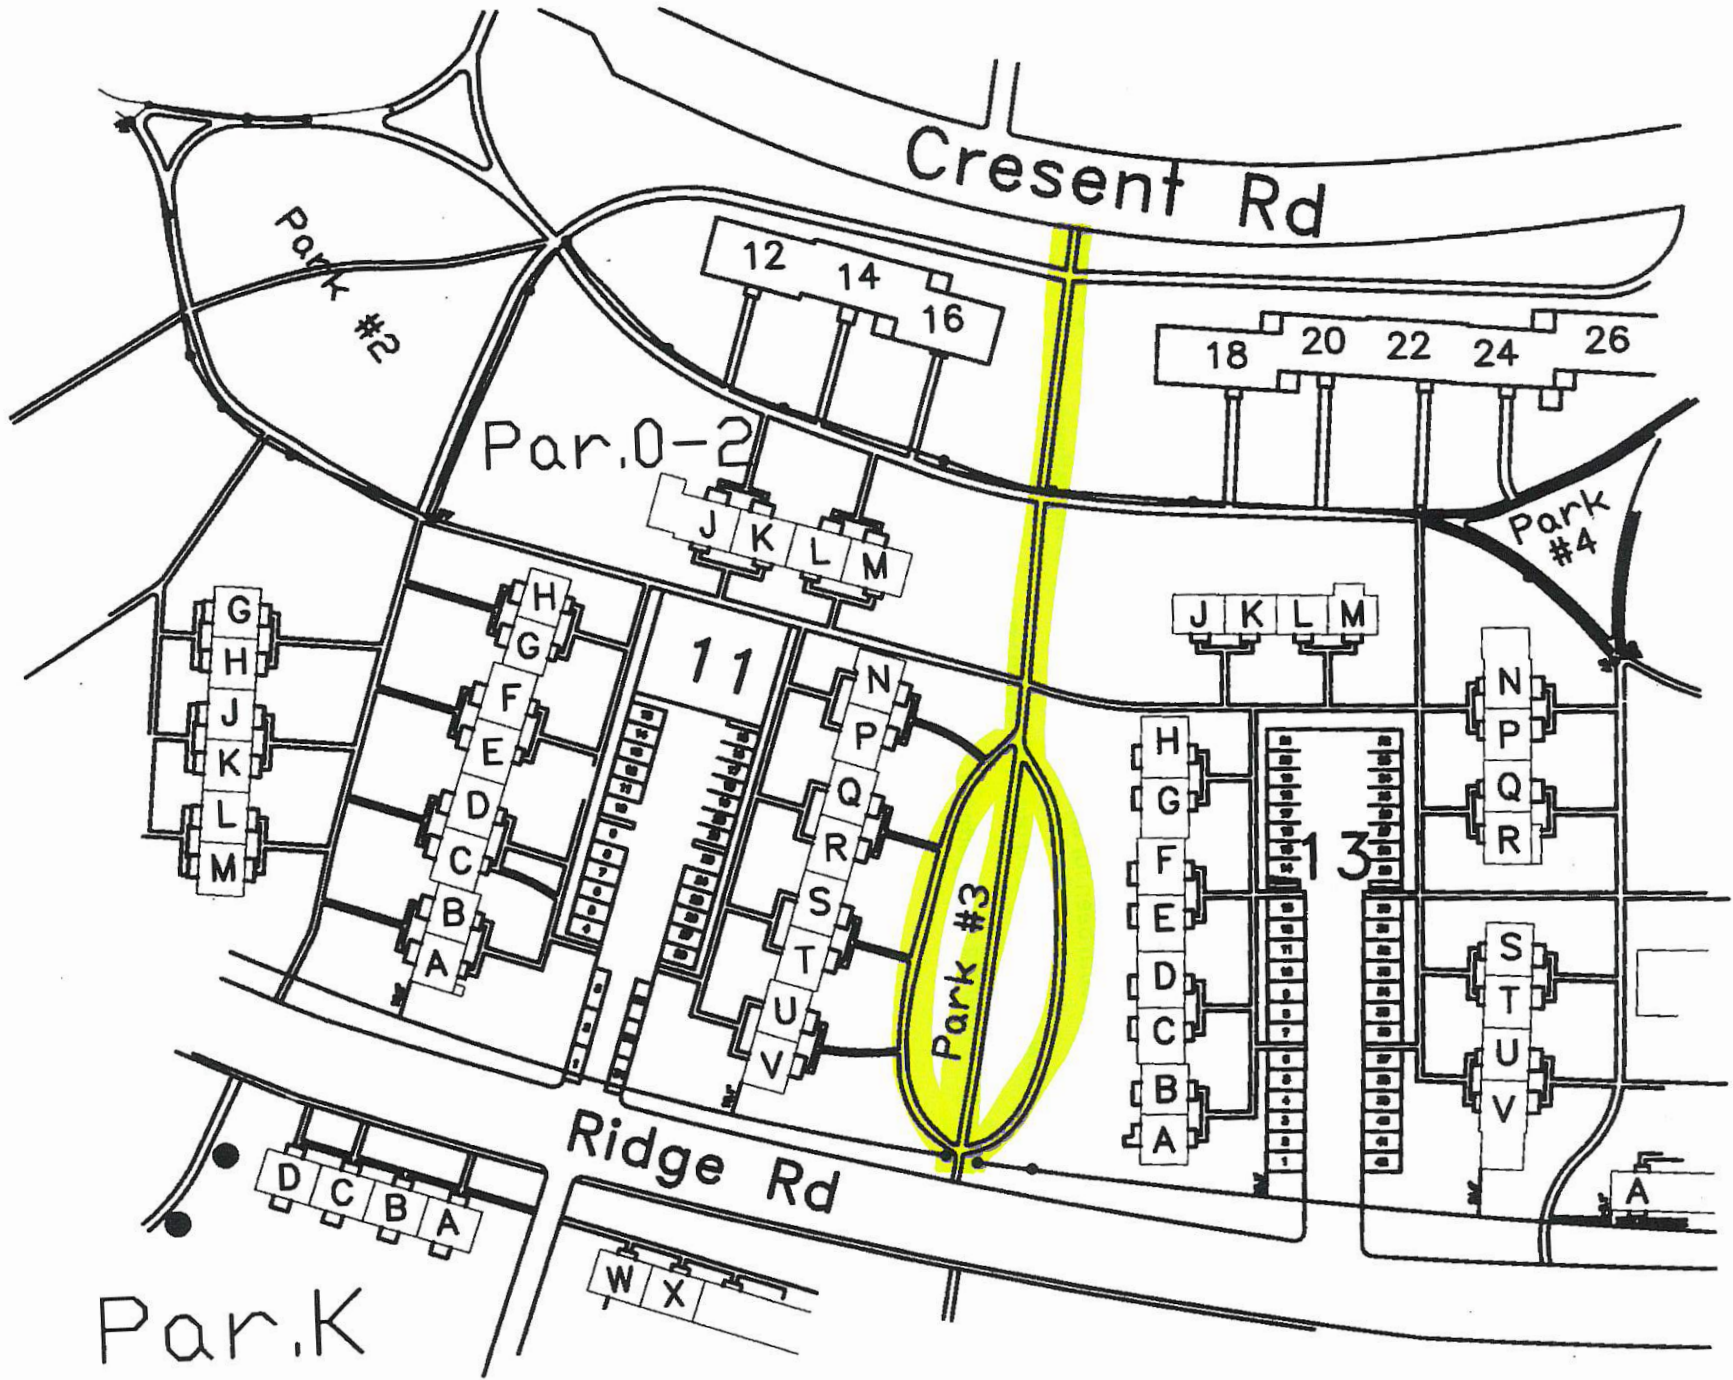 Cresent Rd
Park #2
12
14
16
18
20
22
24
26
Par.O-2
Park
#4
J
K
L
M
G
H
J
K
L
M
H
G
F
E
D
C
B
A
11
N
P
Q
R
S
T
U
V
Park #3
J
K
L
M
H
G
F
E
D
C
B
A
13
N
P
Q
R
S
T
U
V
A
Ridge Rd
D
C
B
A
W
X
Par.K